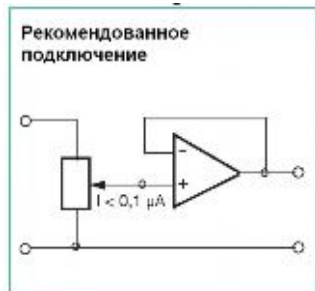 Рекомендованное
подключение
-
+
I < 0,1 µA